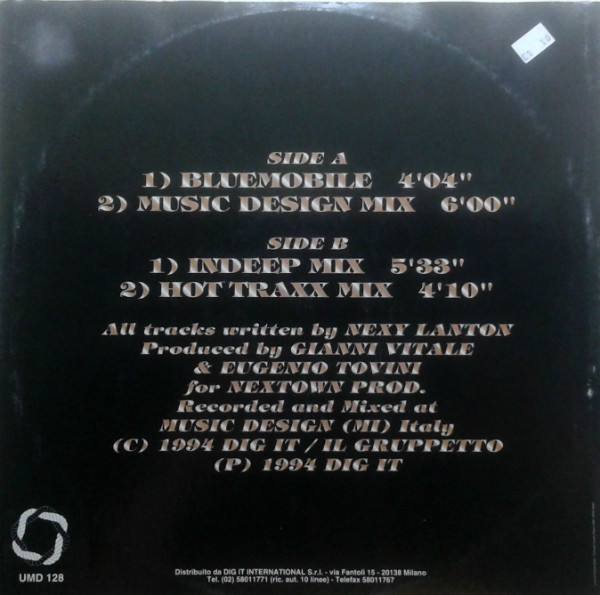 SIDE A
1) BLUEMOBILE 4'04"
2) MUSIC DESIGN MIX 6'00"
SIDE B
1) INDEEP MIX 5'33"
2) HOT TRAXX MIX 4'10"
All tracks written by NEXY LANTON
Produced by GIANNI VITALE
& EUGENIO TOVINI
for NEXTOWN PROD.
Recorded and Mixed at
MUSIC DESIGN (MI) Italy
(C) 1994 DIG IT / IL GRUPPETTO
(P) 1994 DIG IT
UMD 128
Distribuito da DIG IT INTERNATIONAL S.r.l. - via Fantoli 15 - 20138 Milano
Tel. (02) 58011771 (ric. aut. 10 linee) - Telefax 58011767